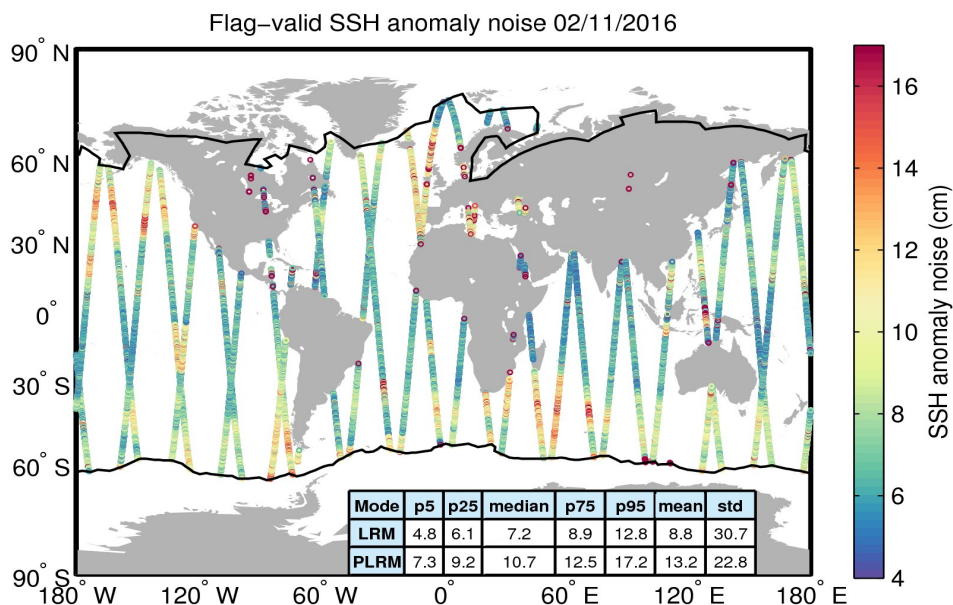 Flag−valid SSH anomaly noise 02/11/2016
90° N
60° N
30° N
0°
30° S
60° S
90° S
180° W
120° W
60° W
0°
60° E
120° E
180° E
Mode p5 p25 median p75 p95 mean std
LRM 4.8 6.1 7.2 8.9 12.8 8.8 30.7
PLRM 7.3 9.2 10.7 12.5 17.2 13.2 22.8
16
14
12
10
8
6
4
SSH anomaly noise (cm)